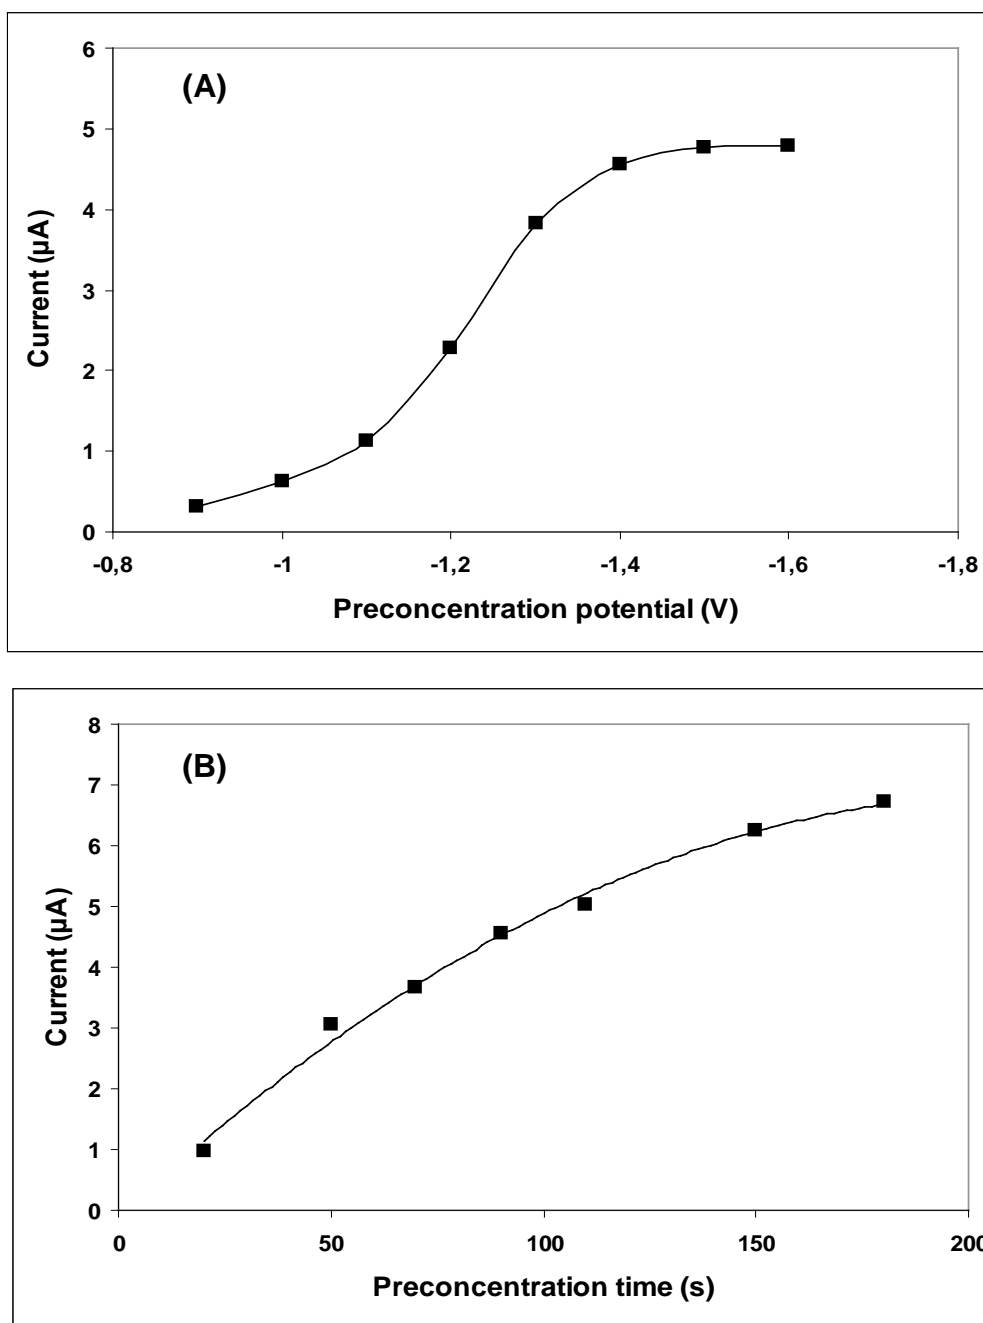 (A)
6
5
4
3
2
1
0
Current (µA)
-0,8 -1 -1,2 -1,4 -1,6 -1,8
Preconcentration potential (V)
(B)
8
7
6
5
4
3
2
1
0
Current (µA)
0 50 100 150 200
Preconcentration time (s)